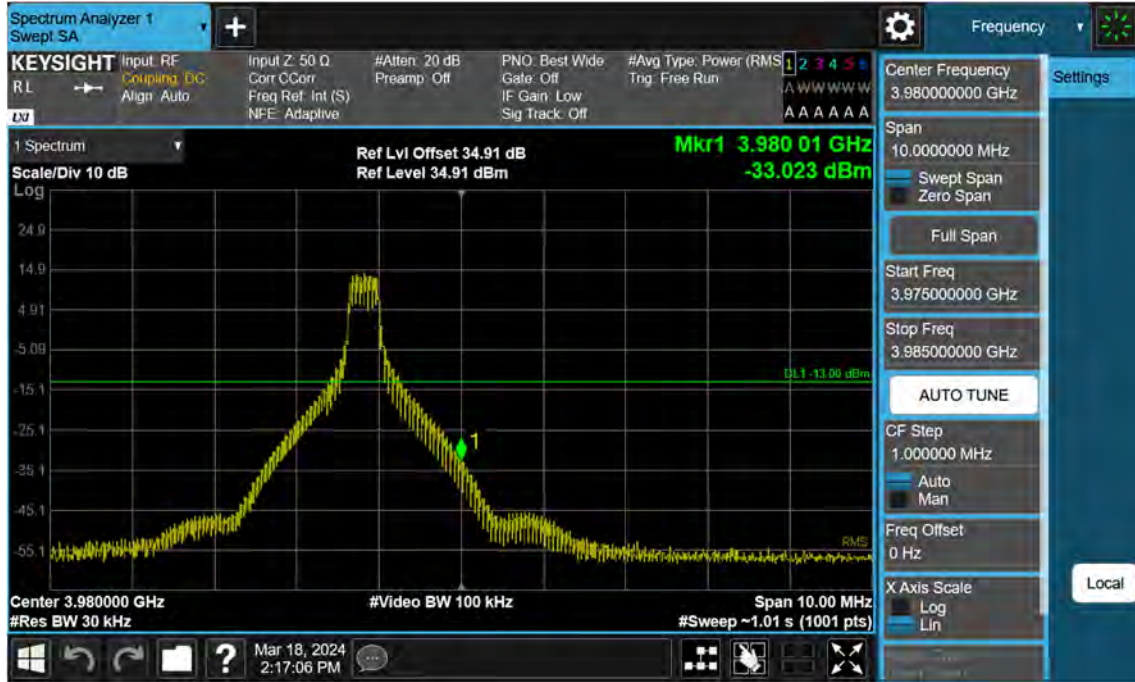 Spectrum Analyzer 1
Swept SA
Frequency
KEYSIGHT
RL
LXI
Input: RF
Coupling: DC
Align: Auto
Input Z: 50 Ω
Corr CCorr
Freq Ref: Int (S)
NFE: Adaptive
#Atten: 20 dB
Preamp: Off
PNO: Best Wide
Gate: Off
IF Gain: Low
Sig Track: Off
#Avg Type: Power (RMS
Trig: Free Run
1 2 3 4 5 6
A W W W W W
A A A A A A
1 Spectrum
Scale/Div 10 dB
Log
Ref Lvl Offset 34.91 dB
Ref Level 34.91 dBm
Mkr1 3.980 01 GHz
-33.023 dBm
24.9
14.9
4.91
-5.09
-15.1
-25.1
-35.1
-45.1
-55.1
DL1 -13.00 dBm
1
RMS
Center 3.980000 GHz
#Res BW 30 kHz
#Video BW 100 kHz
Span 10.00 MHz
#Sweep ~1.01 s (1001 pts)
Center Frequency
3.980000000 GHz
Settings
Span
10.0000000 MHz
Swept Span
Zero Span
Full Span
Start Freq
3.975000000 GHz
Stop Freq
3.985000000 GHz
AUTO TUNE
CF Step
1.000000 MHz
Auto
Man
Freq Offset
0 Hz
X Axis Scale
Log
Lin
Local
?
Mar 18, 2024
2:17:06 PM